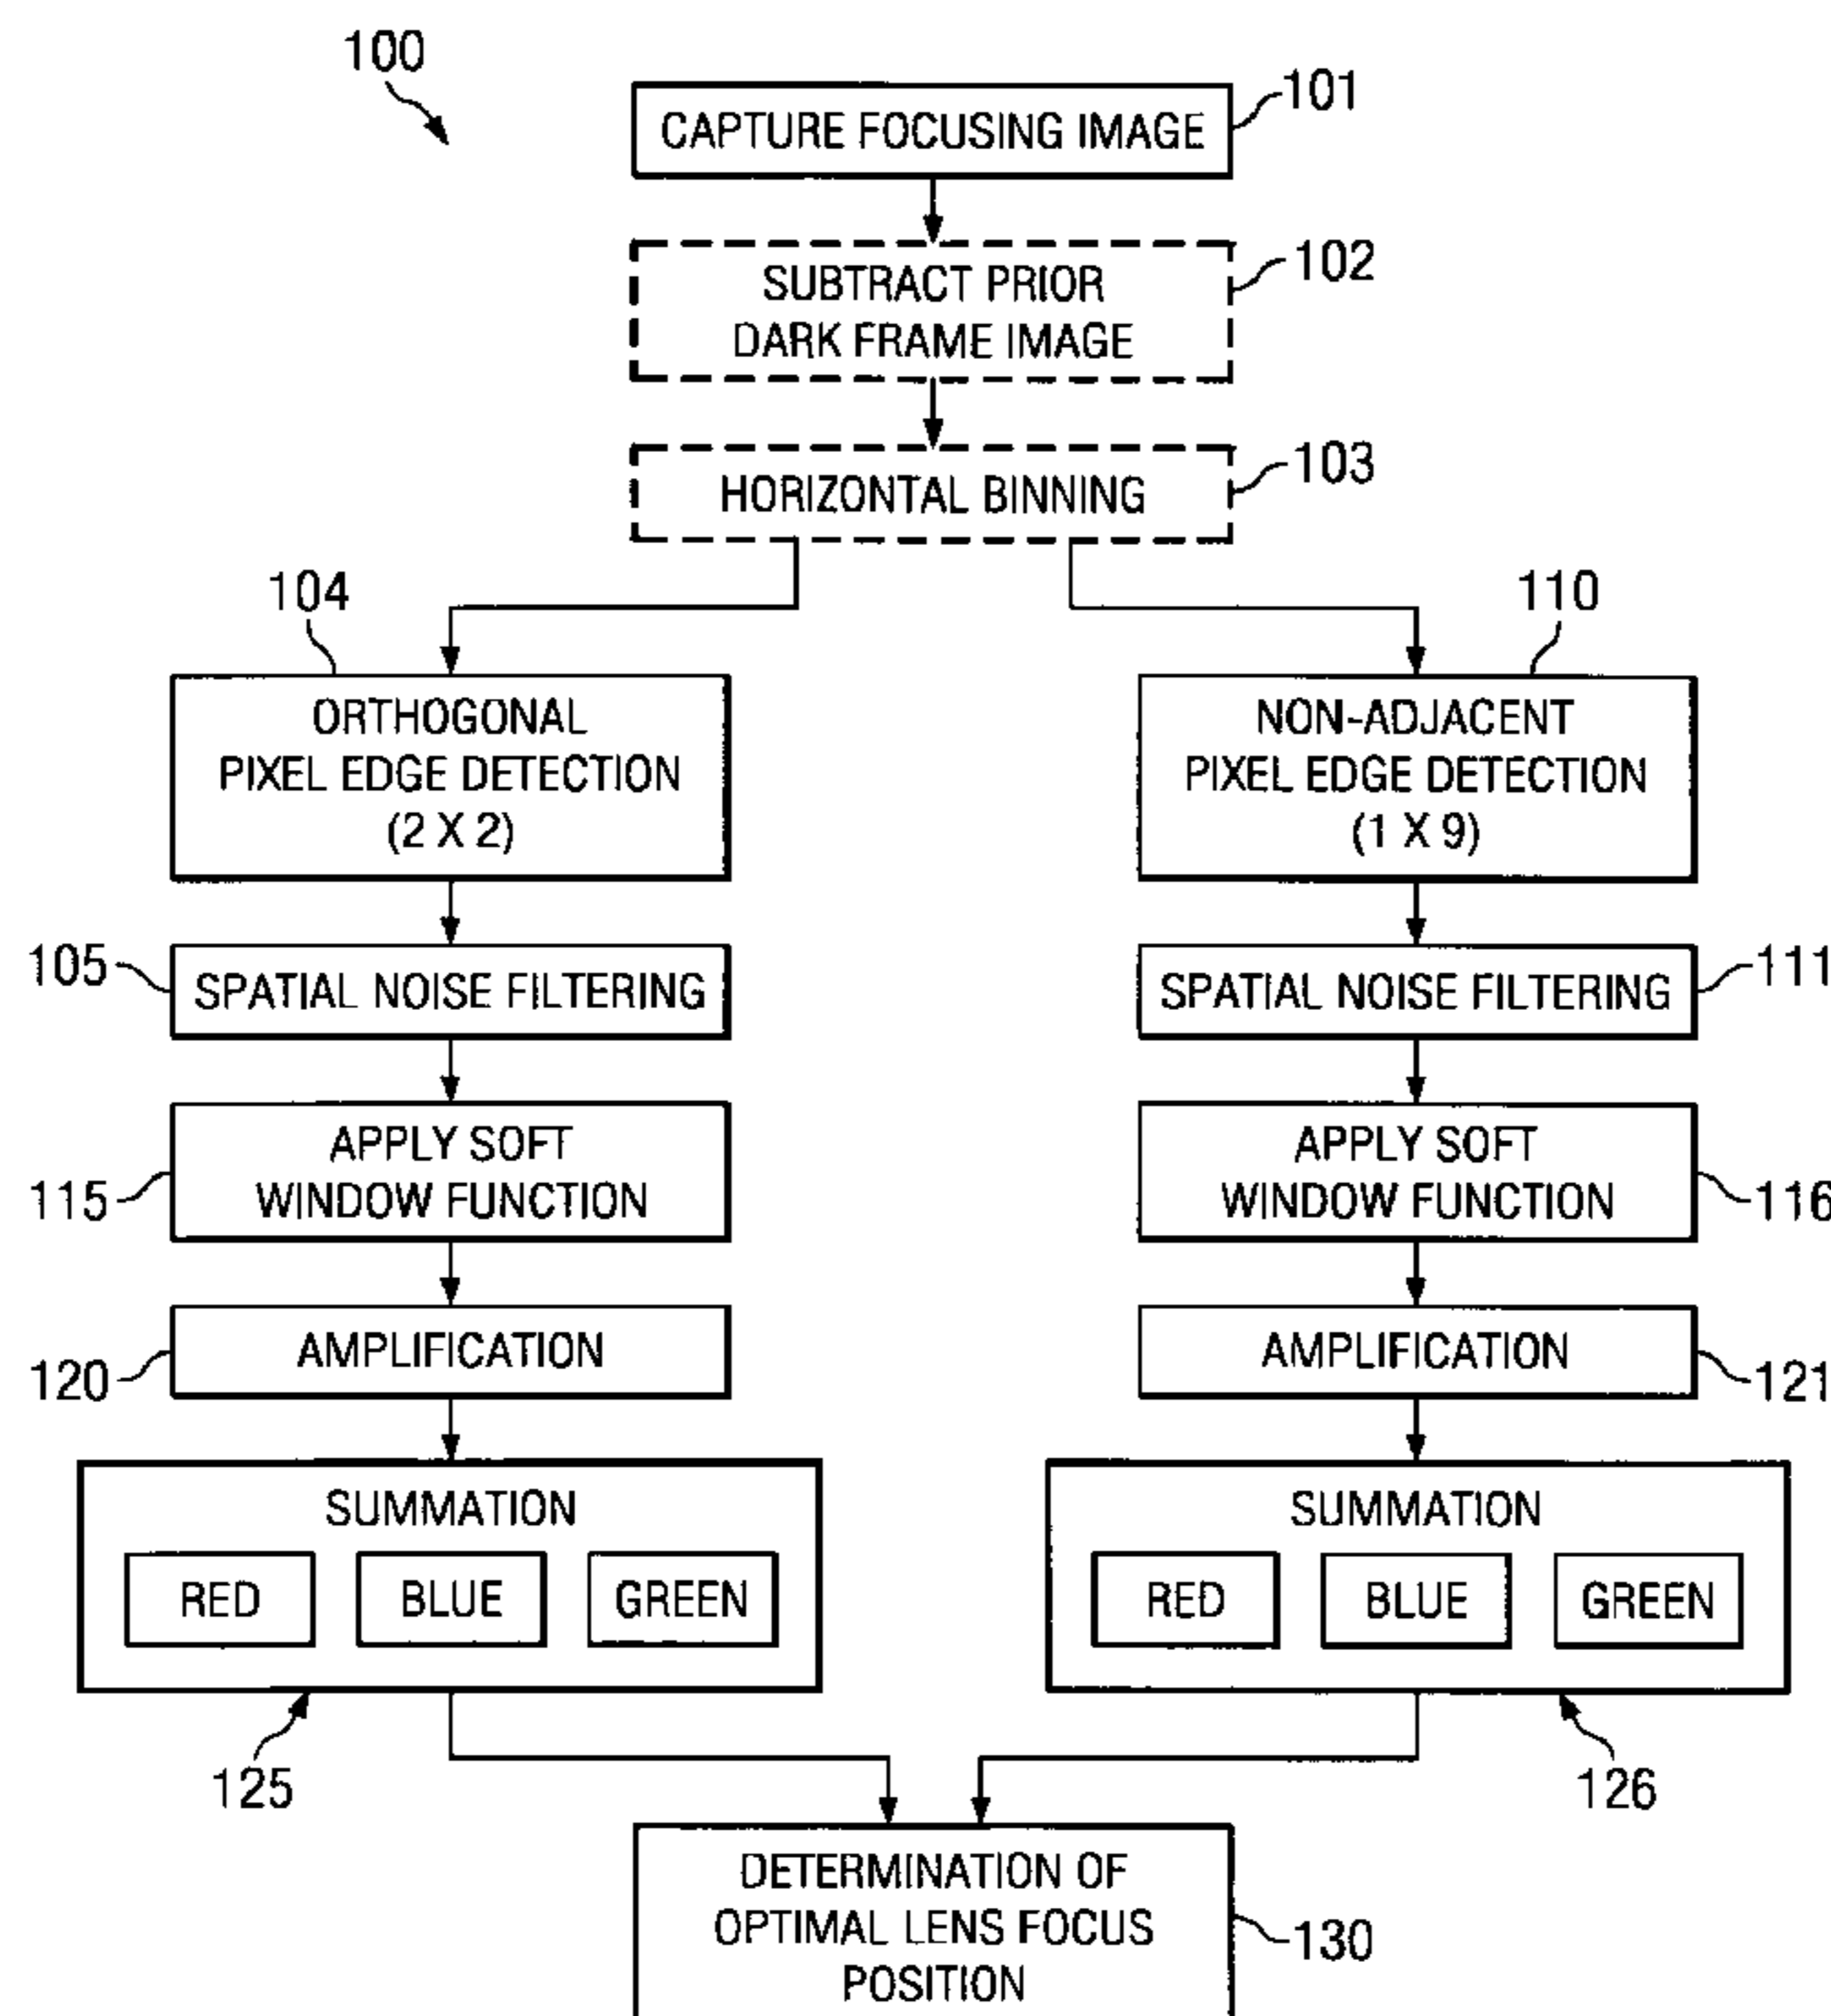 100
CAPTURE FOCUSING IMAGE
101
SUBTRACT PRIOR
DARK FRAME IMAGE
102
HORIZONTAL BINNING
103
104
110
ORTHOGONAL
PIXEL EDGE DETECTION
(2 X 2)
NON-ADJACENT
PIXEL EDGE DETECTION
(1 X 9)
105
SPATIAL NOISE FILTERING
SPATIAL NOISE FILTERING
111
APPLY SOFT
WINDOW FUNCTION
115
APPLY SOFT
WINDOW FUNCTION
116
120
AMPLIFICATION
AMPLIFICATION
121
SUMMATION
RED BLUE GREEN
SUMMATION
RED BLUE GREEN
125
126
DETERMINATION OF
OPTIMAL LENS FOCUS
POSITION
130